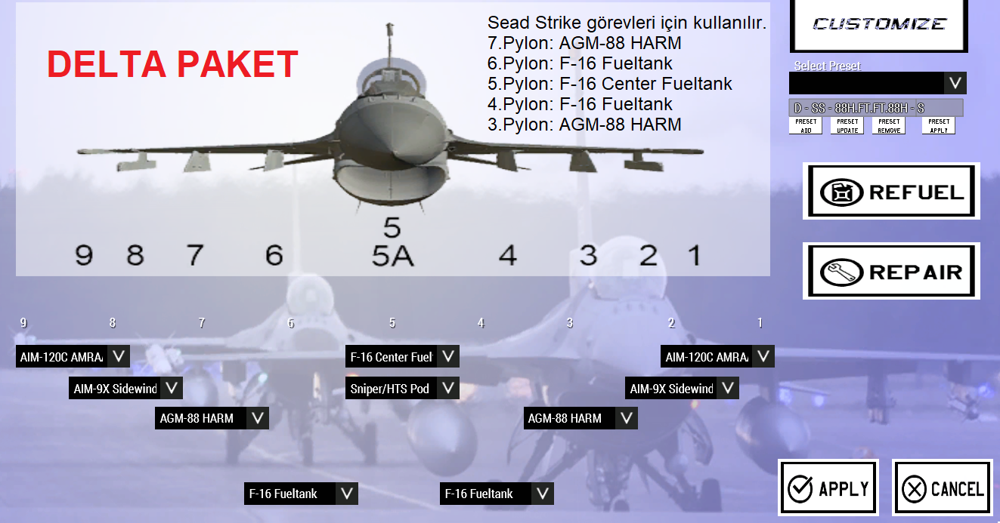 DELTA PAKET
Sead Strike görevleri için kullanılır.
7.Pylon: AGM-88 HARM
6.Pylon: F-16 Fueltank
5.Pylon: F-16 Center Fueltank
4.Pylon: F-16 Fueltank
3.Pylon: AGM-88 HARM
CUSTOMIZE
Select Preset
D - SS - 88H.FT.FT.88H - S
PRESET ADD
PRESET UPDATE
PRESET REMOVE
PRESET APPLY
REFUEL
REPAIR
5
9 8 7 6 5A 4 3 2 1
9 8 7 6 5 4 3 2 1
AIM-120C AMRA
F-16 Center Fuel
AIM-120C AMRA
AIM-9X Sidewind
Sniper/HTS Pod
AIM-9X Sidewind
AGM-88 HARM
AGM-88 HARM
F-16 Fueltank
F-16 Fueltank
APPLY
CANCEL